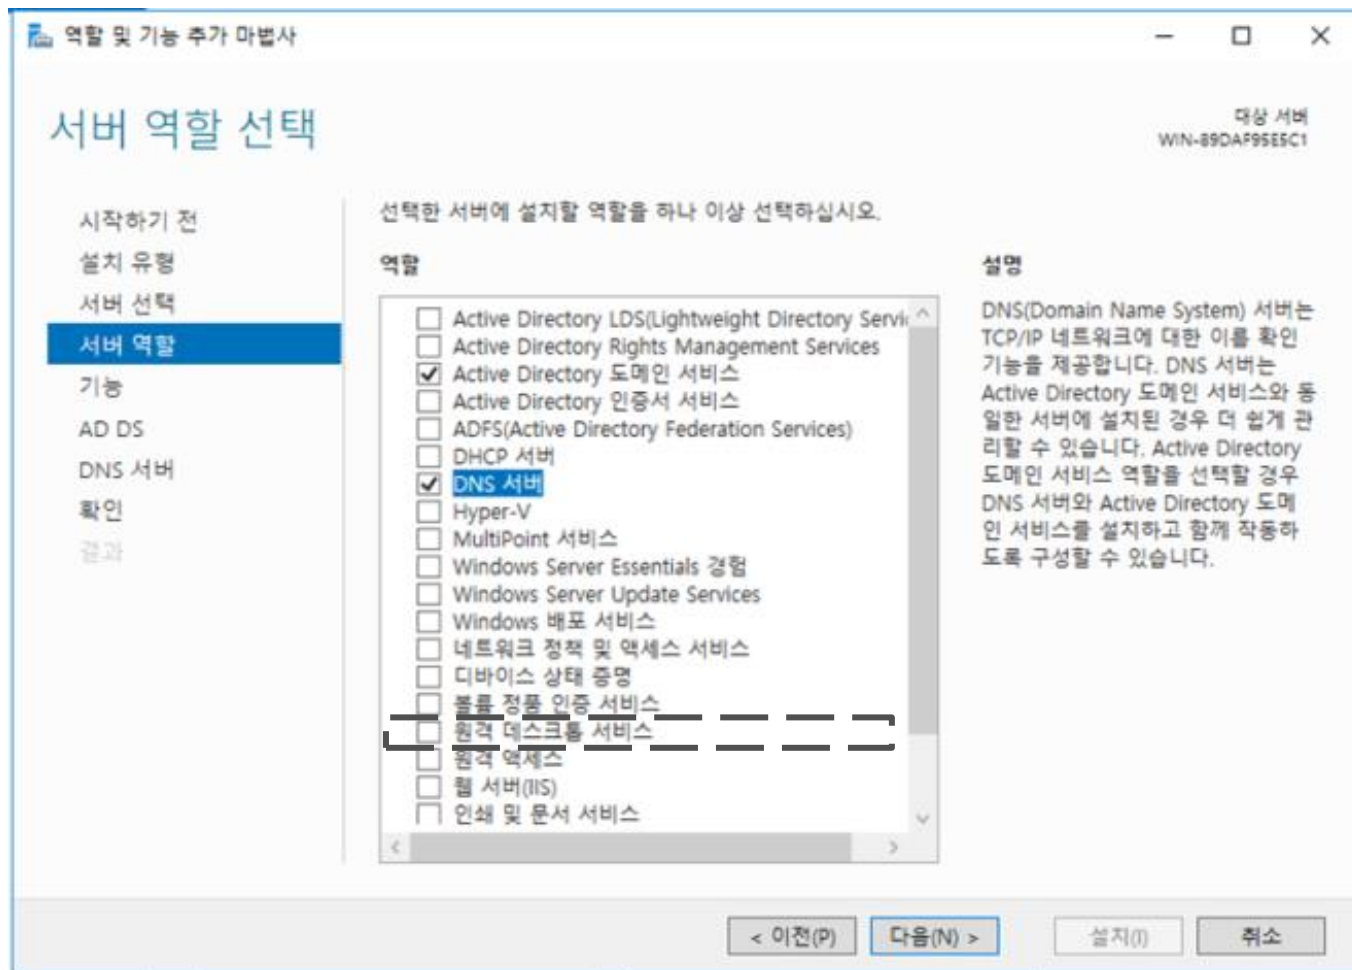 역할 및 기능 추가 마법사
서버 역할 선택
대상 서버
WIN-89DAF95E5C1
시작하기 전
설치 유형
서버 선택
서버 역할
기능
AD DS
DNS 서버
확인
결과
선택한 서버에 설치할 역할을 하나 이상 선택하십시오.
역할
Active Directory LDS(Lightweight Directory Servi
Active Directory Rights Management Services
Active Directory 도메인 서비스
Active Directory 인증서 서비스
ADFS(Active Directory Federation Services)
DHCP 서버
DNS 서버
Hyper-V
MultiPoint 서비스
Windows Server Essentials 경험
Windows Server Update Services
Windows 배포 서비스
네트워크 정책 및 액세스 서비스
디바이스 상태 증명
볼륨 정품 인증 서비스
원격 데스크톱 서비스
원격 액세스
웹 서버(IIS)
인쇄 및 문서 서비스
설명
DNS(Domain Name System) 서버는
TCP/IP 네트워크에 대한 이름 확인
기능을 제공합니다. DNS 서버는
Active Directory 도메인 서비스와 동
일한 서버에 설치된 경우 더 쉽게 관
리할 수 있습니다. Active Directory
도메인 서비스 역할을 선택할 경우
DNS 서버와 Active Directory 도메
인 서비스를 설치하고 함께 작동하
도록 구성할 수 있습니다.
< 이전(P)
다음(N) >
설치(I)
취소